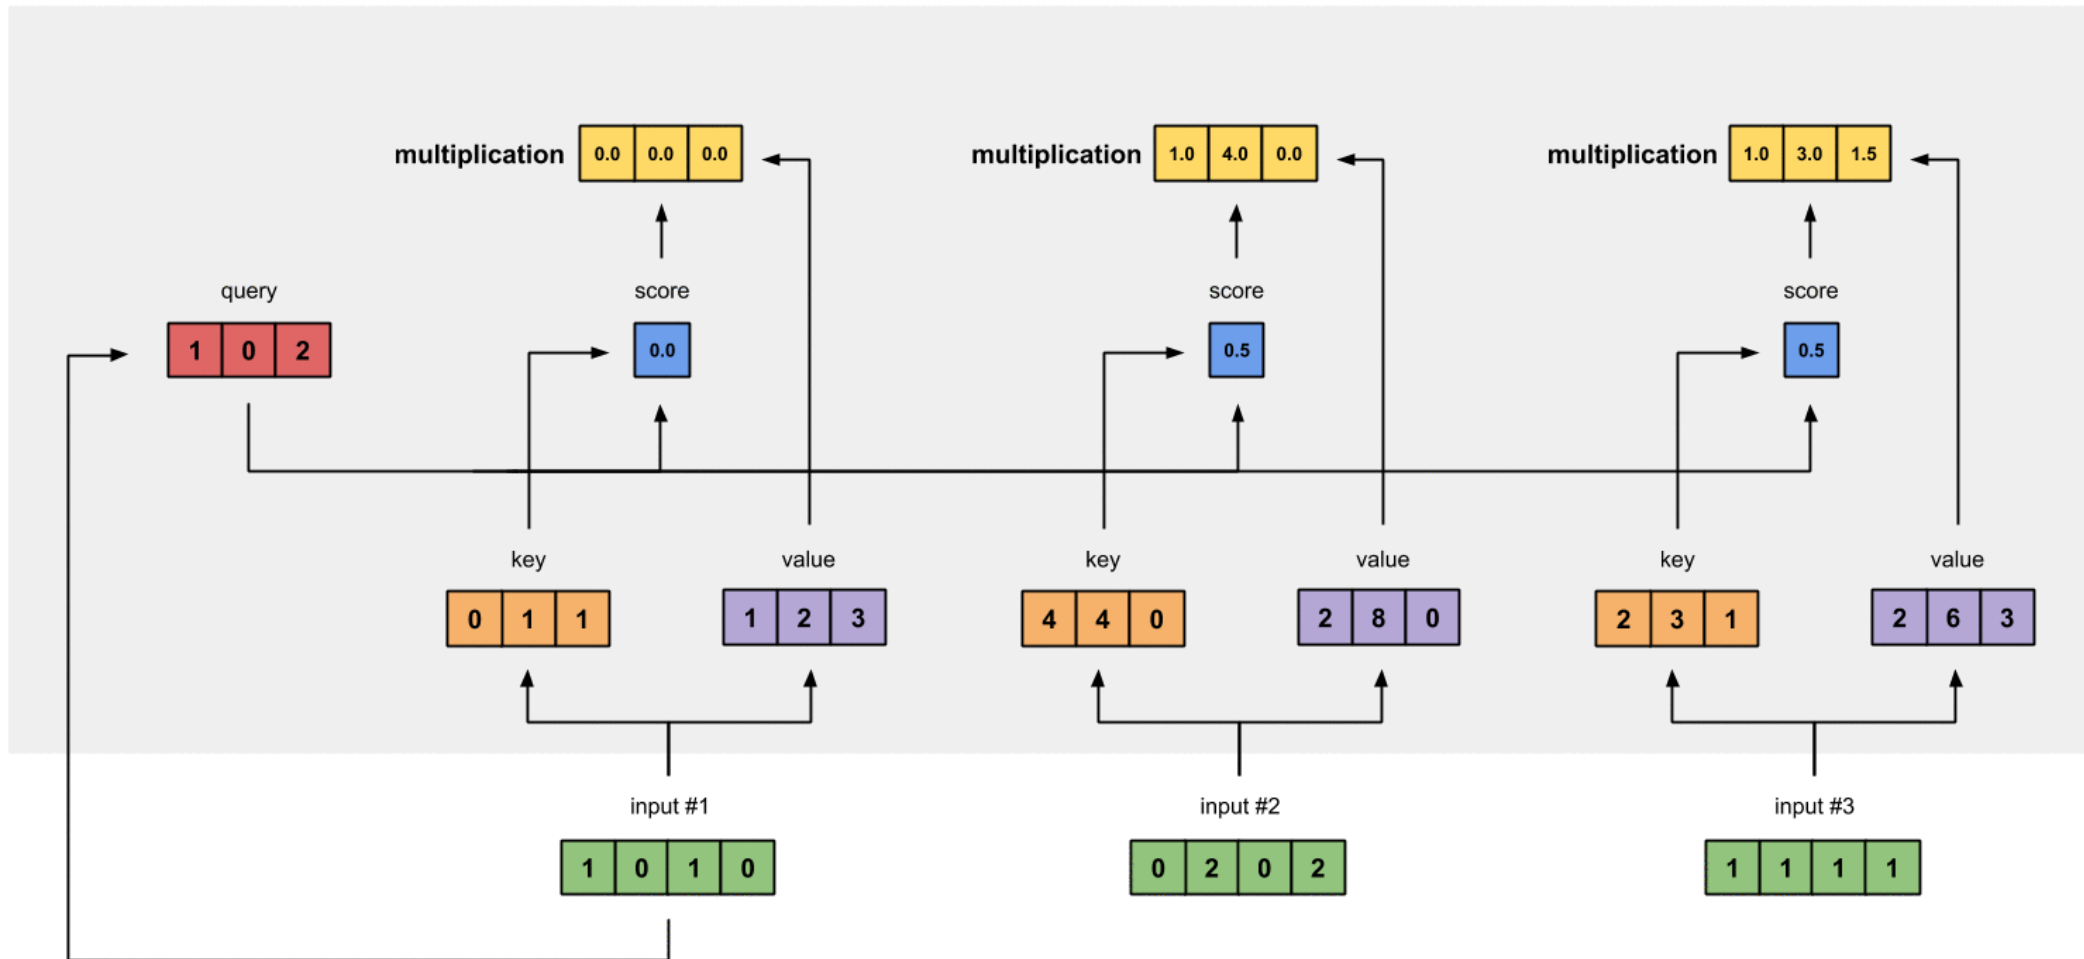 multiplication 0.0 0.0 0.0 multiplication 1.0 4.0 0.0 multiplication 1.0 3.0 1.5
query score score score
1 0 2 0.0 0.5 0.5
key value key value key value
0 1 1 1 2 3 4 4 0 2 8 0 2 3 1 2 6 3
input #1 input #2 input #3
1 0 1 0 0 2 0 2 1 1 1 1